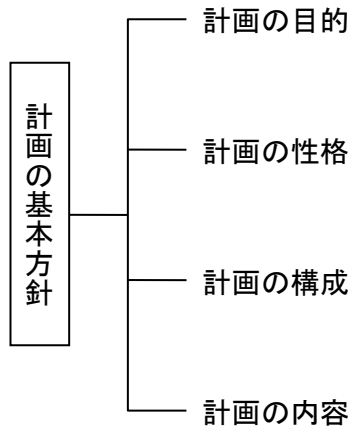 計画の基本方針
計画の目的
計画の性格
計画の構成
計画の内容